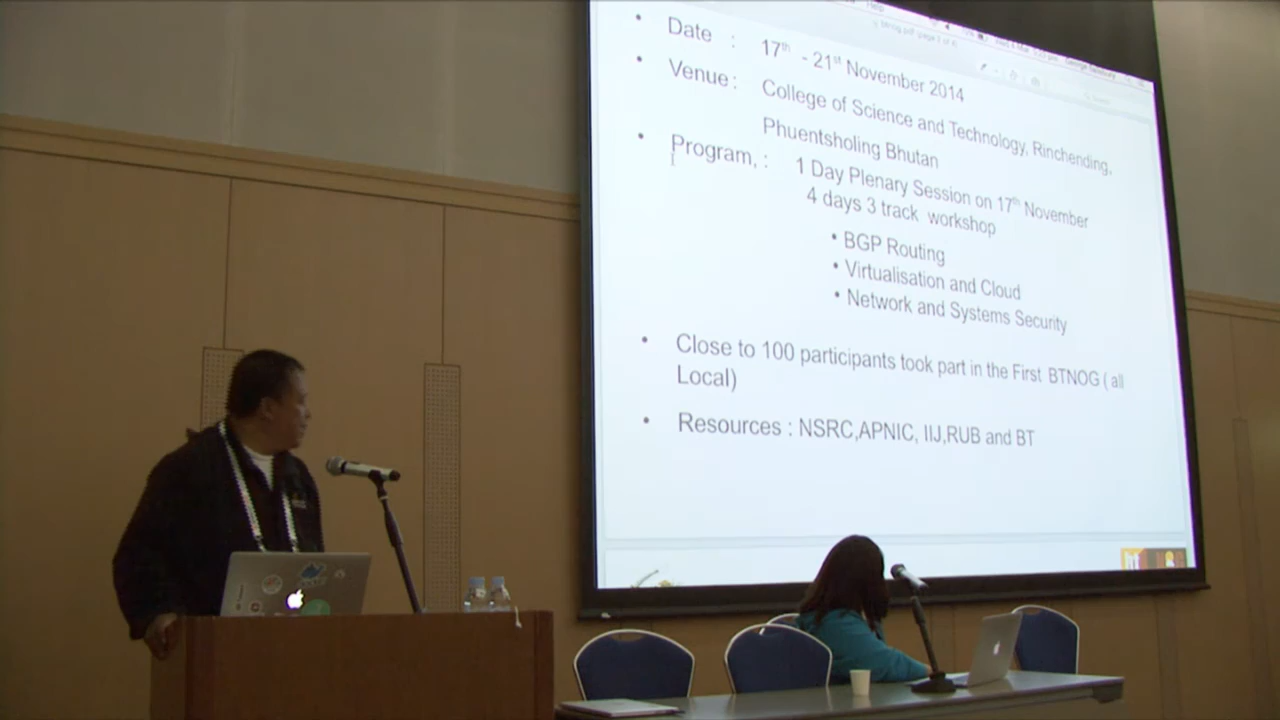 • Date : 17th - 21st November 2014
• Venue : College of Science and Technology, Rinchending,
Phuentsholing Bhutan
• Program, : 1 Day Plenary Session on 17th November
4 days 3 track workshop
• BGP Routing
• Virtualisation and Cloud
• Network and Systems Security
• Close to 100 participants took part in the First BTNOG ( all
Local)
• Resources : NSRC,APNIC, IIJ,RUB and BT